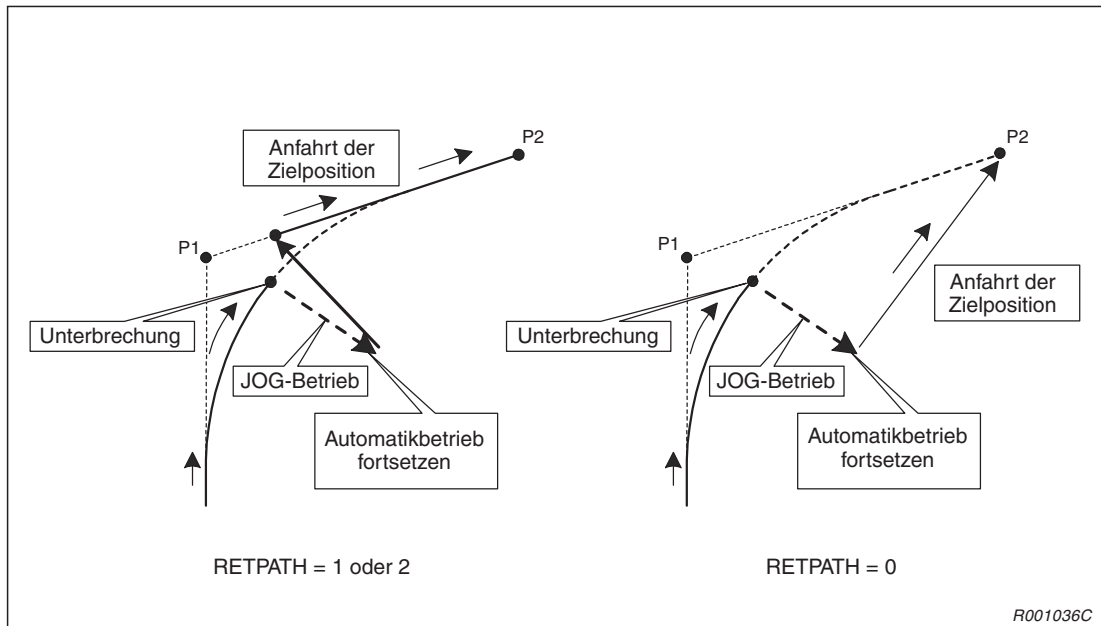 Anfahrt der
Zielposition
P2
P1
Unterbrechung
JOG-Betrieb
Automatikbetrieb
fortsetzen
RETPATH = 1 oder 2
P2
P1
Anfahrt der
Zielposition
Unterbrechung
JOG-Betrieb
Automatikbetrieb
fortsetzen
RETPATH = 0
R001036C